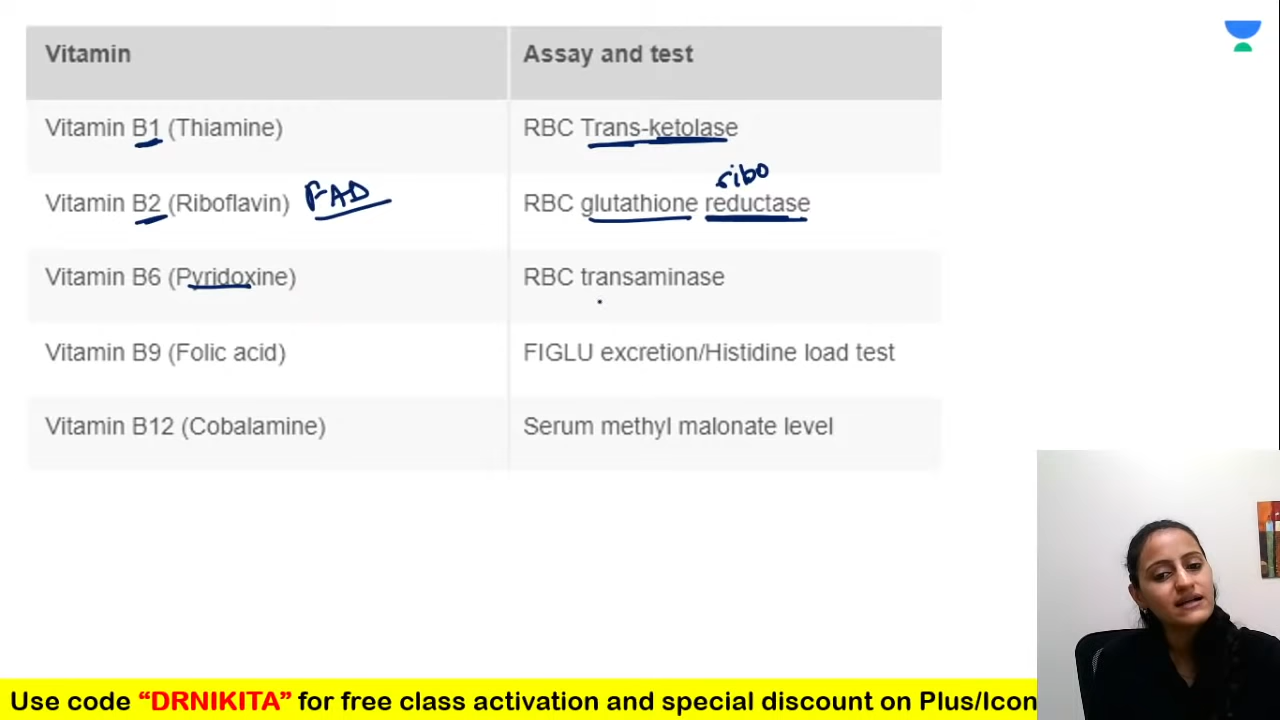 Vitamin Assay and test
Vitamin B1 (Thiamine) RBC Trans-ketolase
ribo
Vitamin B2 (Riboflavin) FAD RBC glutathione reductase
Vitamin B6 (Pyridoxine) RBC transaminase
Vitamin B9 (Folic acid) FIGLU excretion/Histidine load test
Vitamin B12 (Cobalamine) Serum methyl malonate level
Use code “DRNIKITA” for free class activation and special discount on Plus/Icon